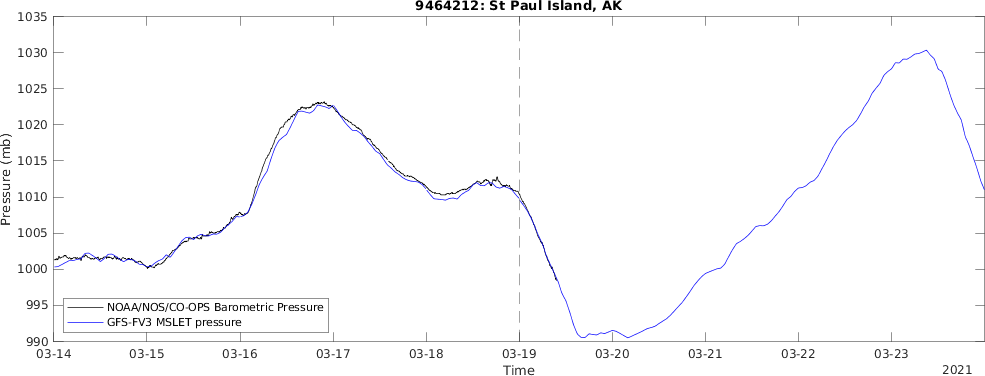 9464212: St Paul Island, AK
Pressure (mb)
1035
1030
1025
1020
1015
1010
1005
1000
995
990
NOAA/NOS/CO-OPS Barometric Pressure
GFS-FV3 MSLET pressure
03-14 03-15 03-16 03-17 03-18 03-19 03-20 03-21 03-22 03-23
Time
2021